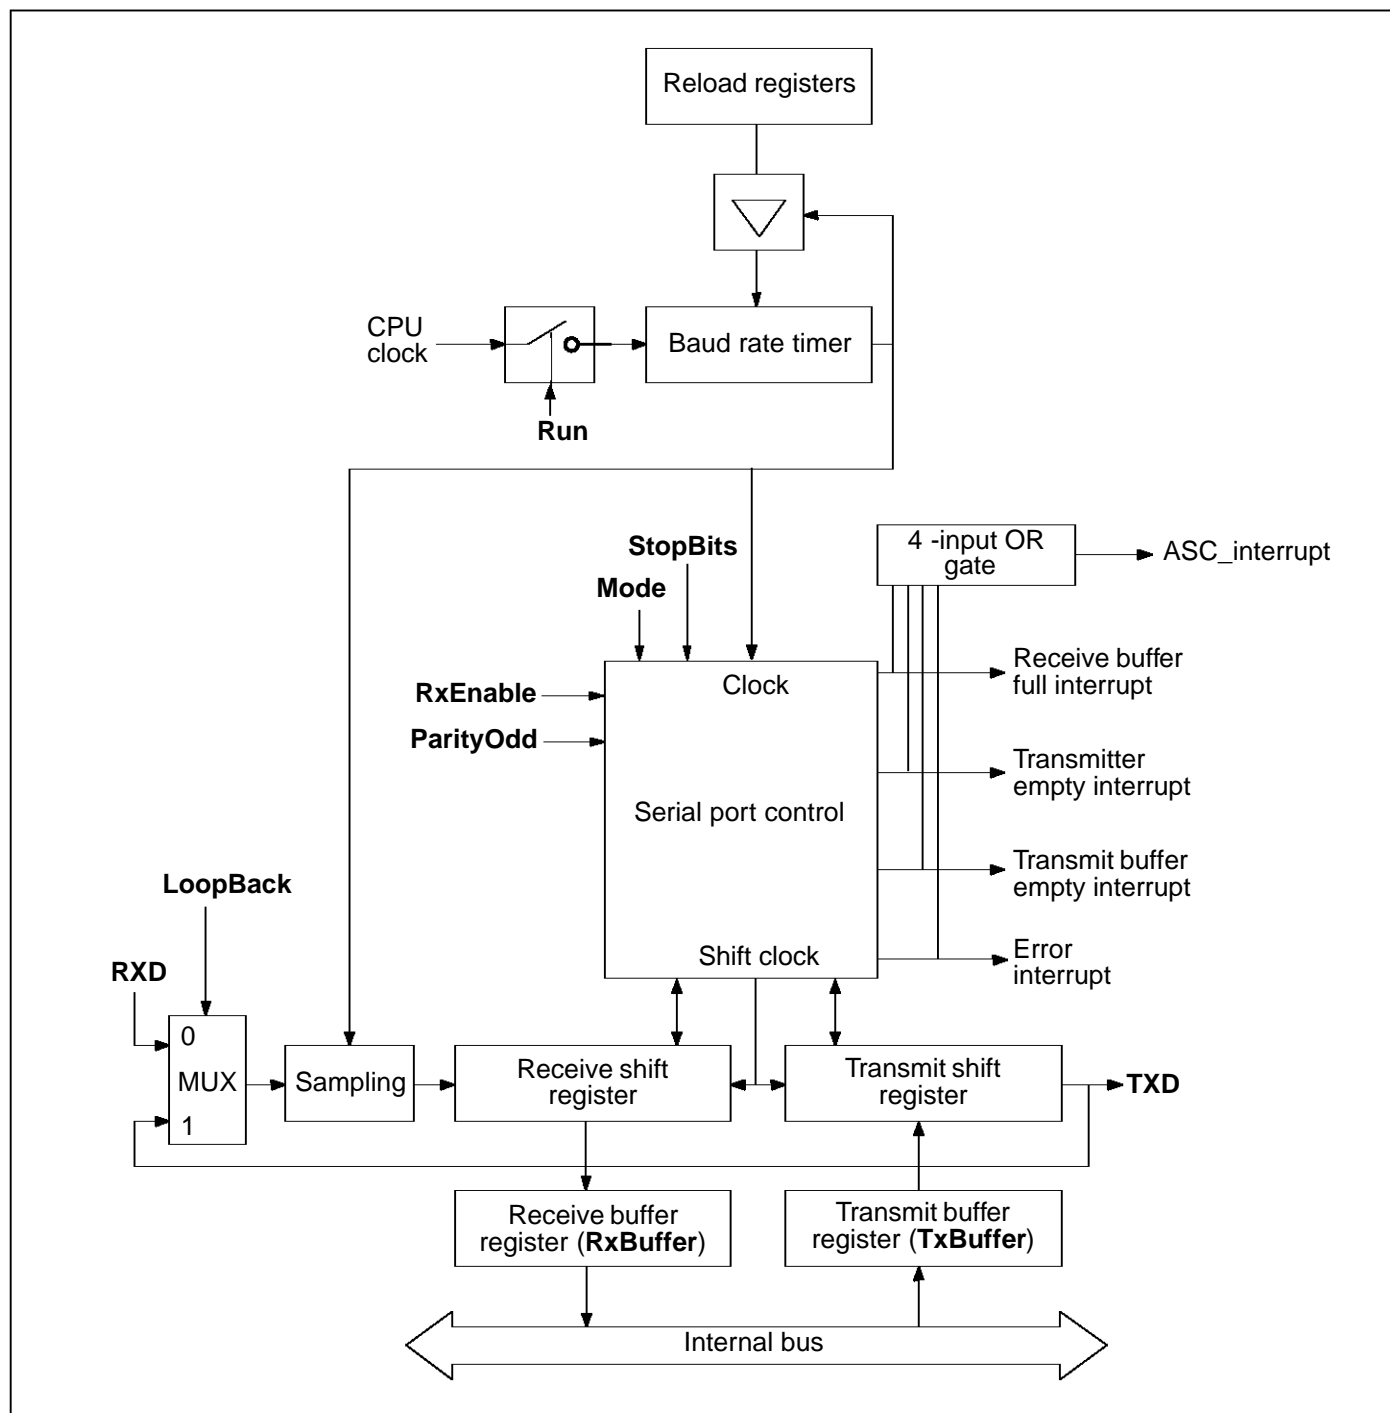 Reload registers
CPU
clock
Baud rate timer
Run
StopBits
Mode
4 -input OR
gate
ASC_interrupt
RxEnable
ParityOdd
Clock
Receive buffer
full interrupt
Transmitter
empty interrupt
Serial port control
Transmit buffer
empty interrupt
LoopBack
Shift clock
Error
interrupt
RXD
0
MUX
1
Sampling
Receive shift
register
Transmit shift
register
TXD
Receive buffer
register (RxBuffer)
Transmit buffer
register (TxBuffer)
Internal bus